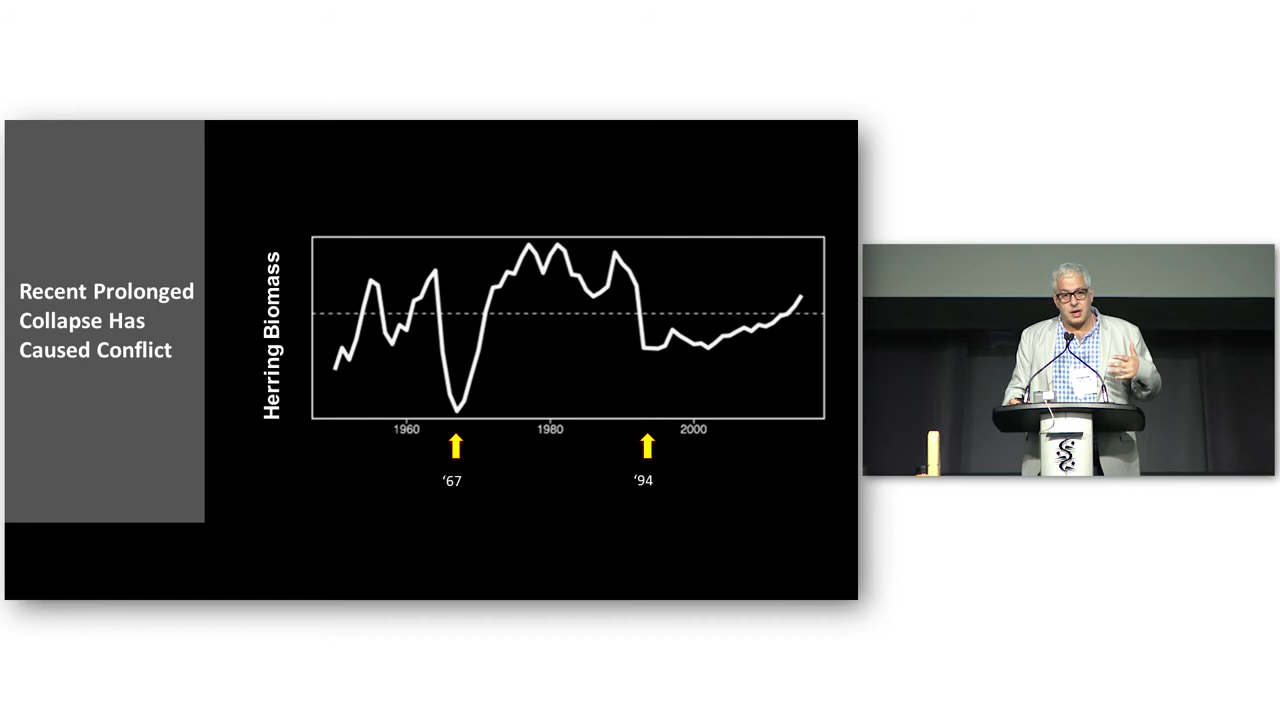 Recent Prolonged
Collapse Has
Caused Conflict
Herring Biomass
1960
1980
2000
‘67
‘94